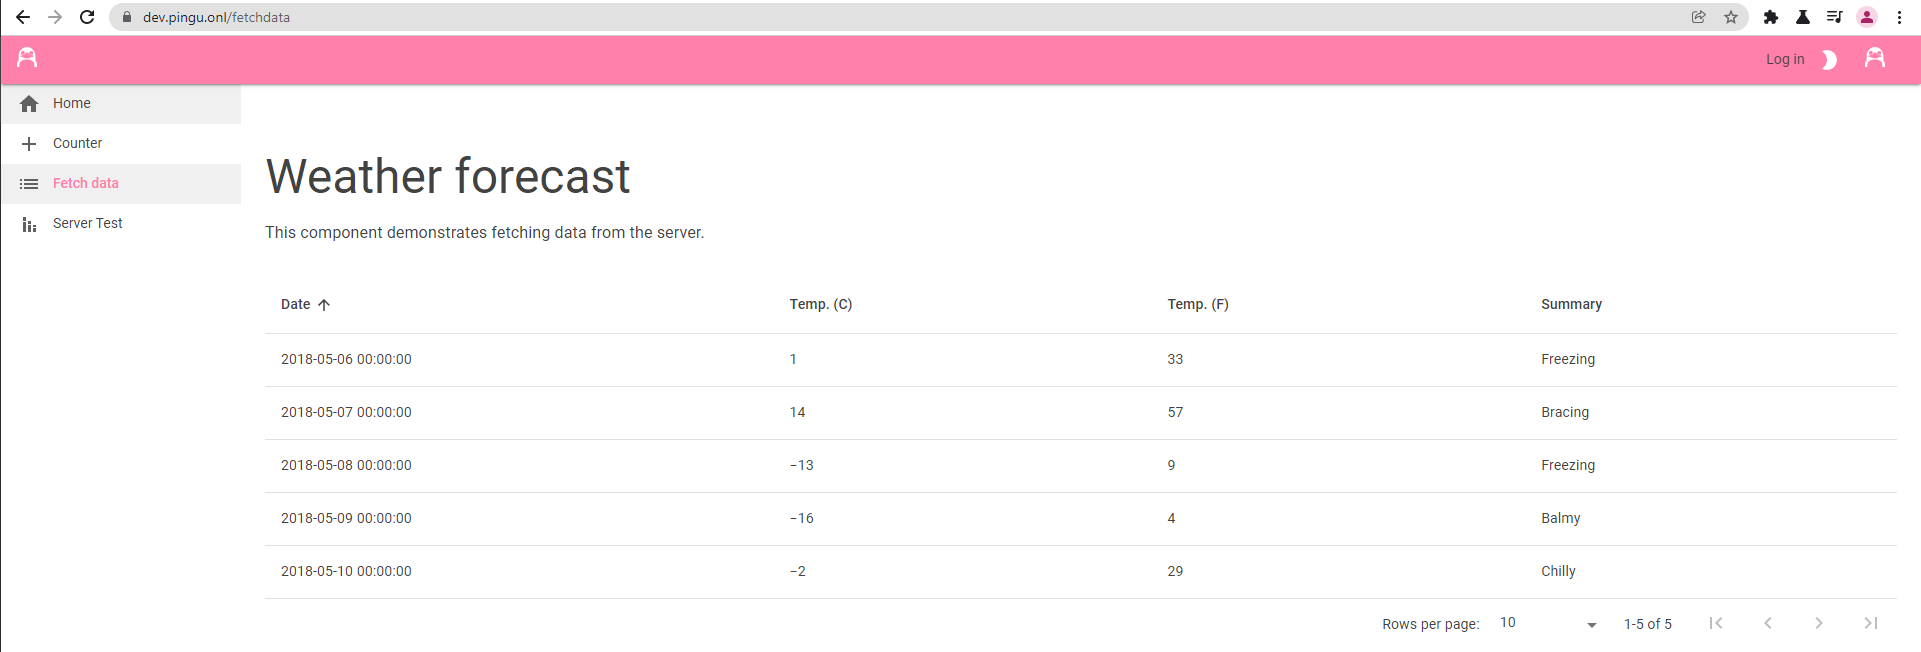 dev.pingu.onl/fetchdata
Log in
Home
Counter
Fetch data
Server Test
Weather forecast
This component demonstrates fetching data from the server.
Date Temp. (C) Temp. (F) Summary
2018-05-06 00:00:00 1 33 Freezing
2018-05-07 00:00:00 14 57 Bracing
2018-05-08 00:00:00 −13 9 Freezing
2018-05-09 00:00:00 −16 4 Balmy
2018-05-10 00:00:00 −2 29 Chilly
Rows per page: 10 1-5 of 5